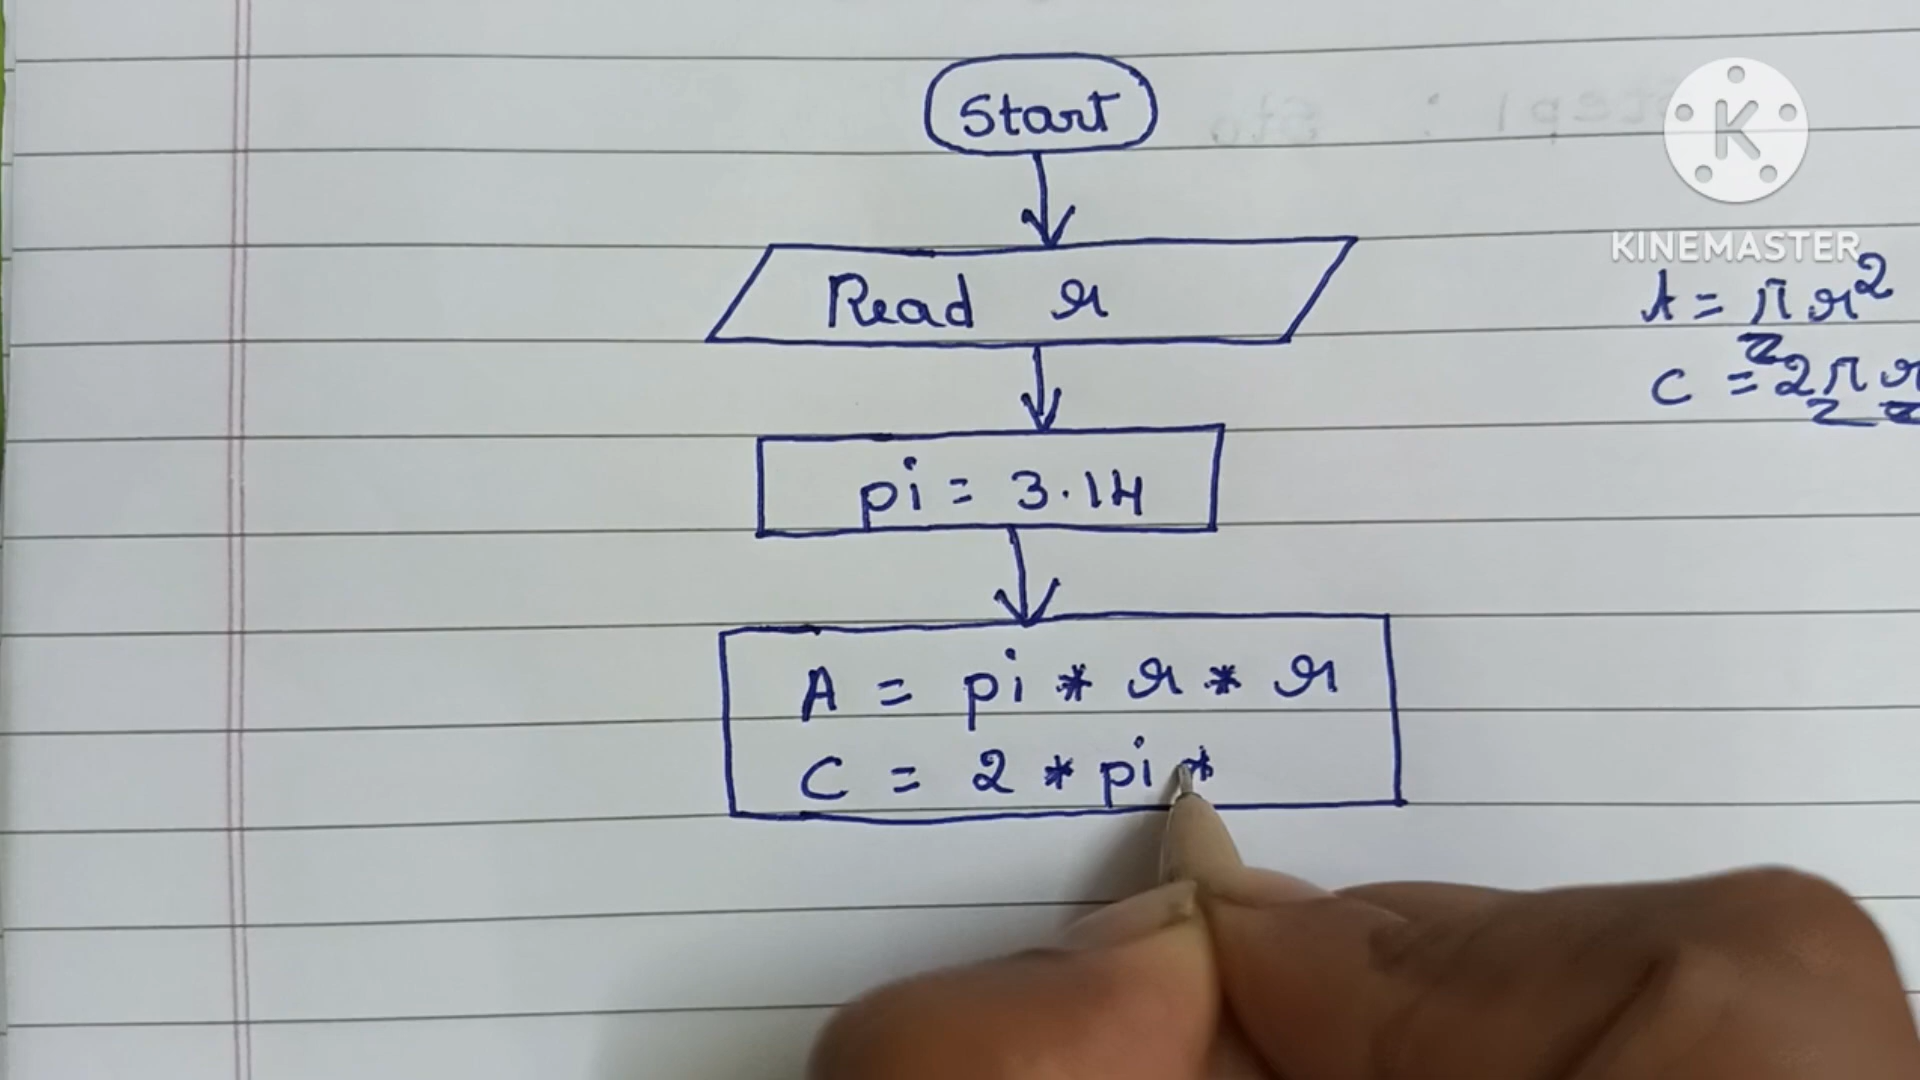 Start
Read r
pi = 3.14
A = pi * r * r
C = 2 * pi *
KINEMASTER
A = πr²
C = 2πr